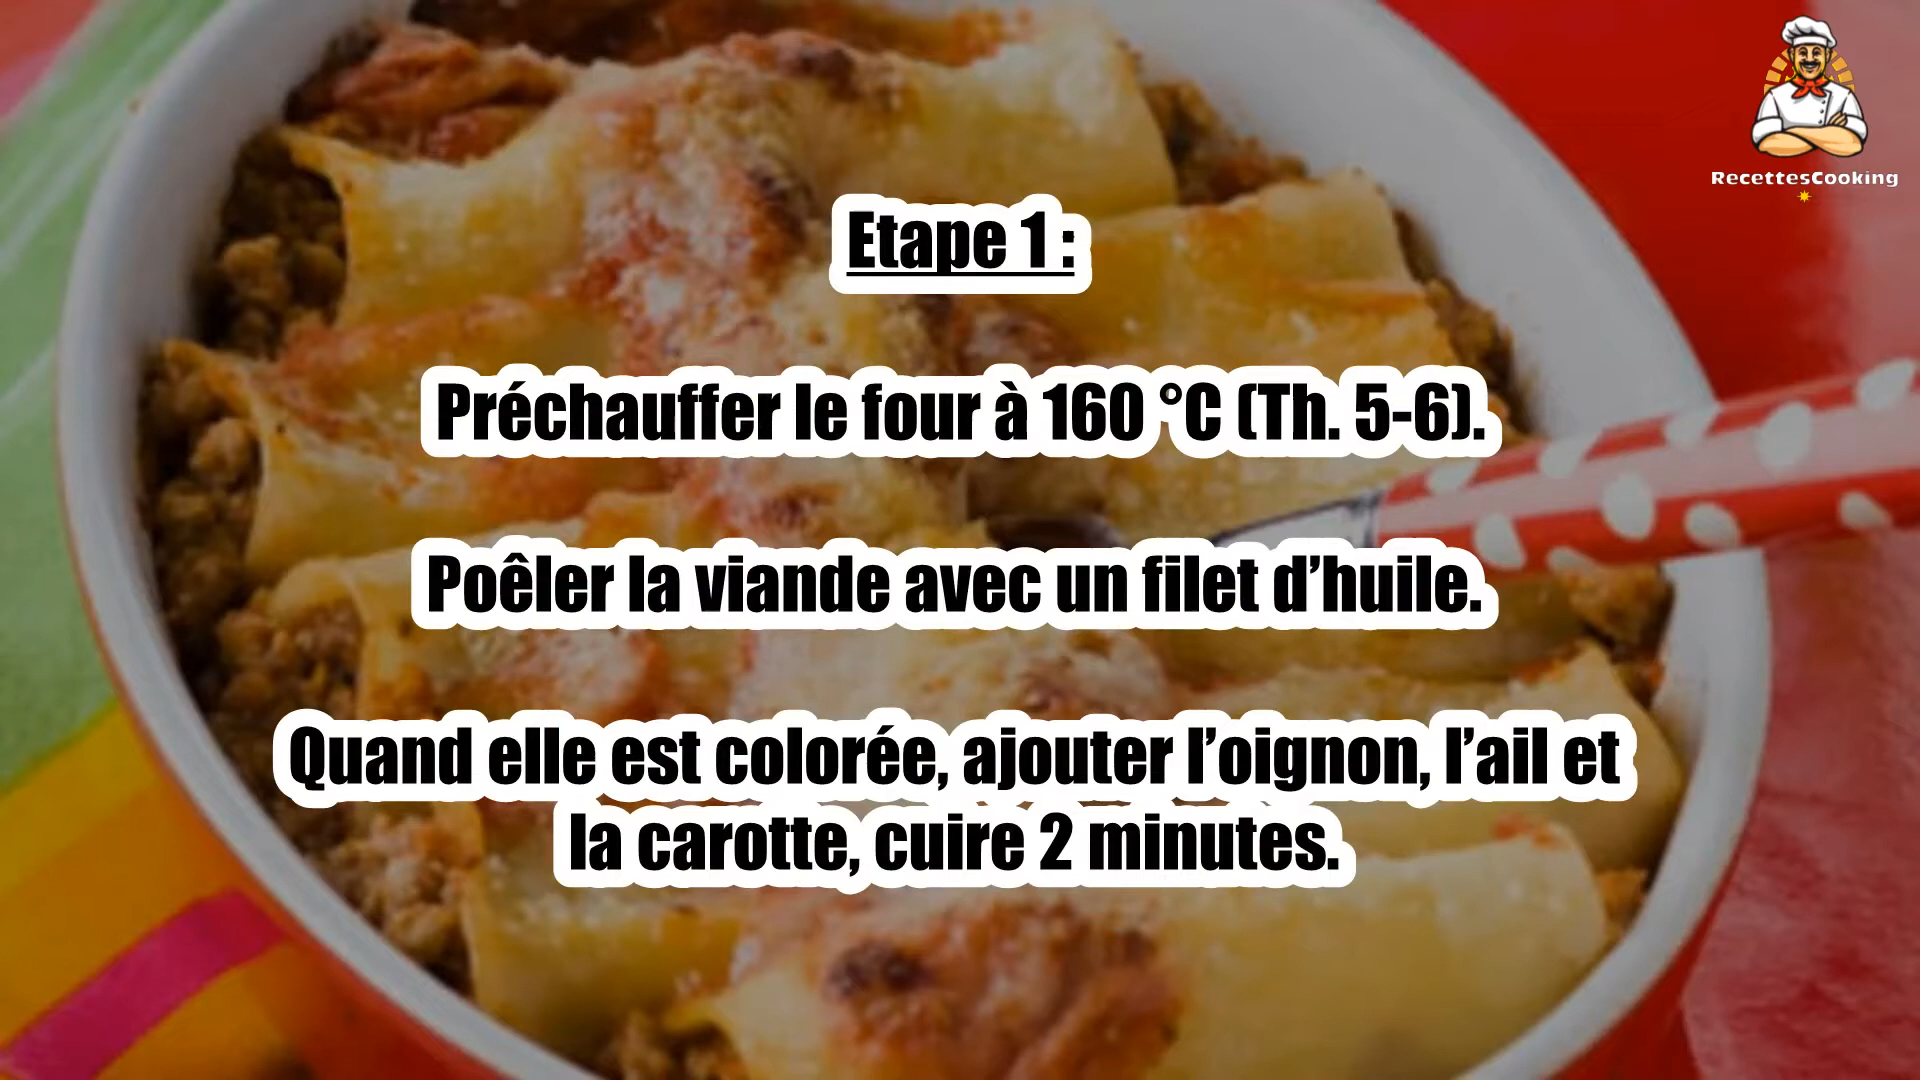 RecettesCooking
Etape 1 :
Préchauffer le four à 160 °C (Th. 5-6).
Poêler la viande avec un filet d’huile.
Quand elle est colorée, ajouter l’oignon, l’ail et
la carotte, cuire 2 minutes.